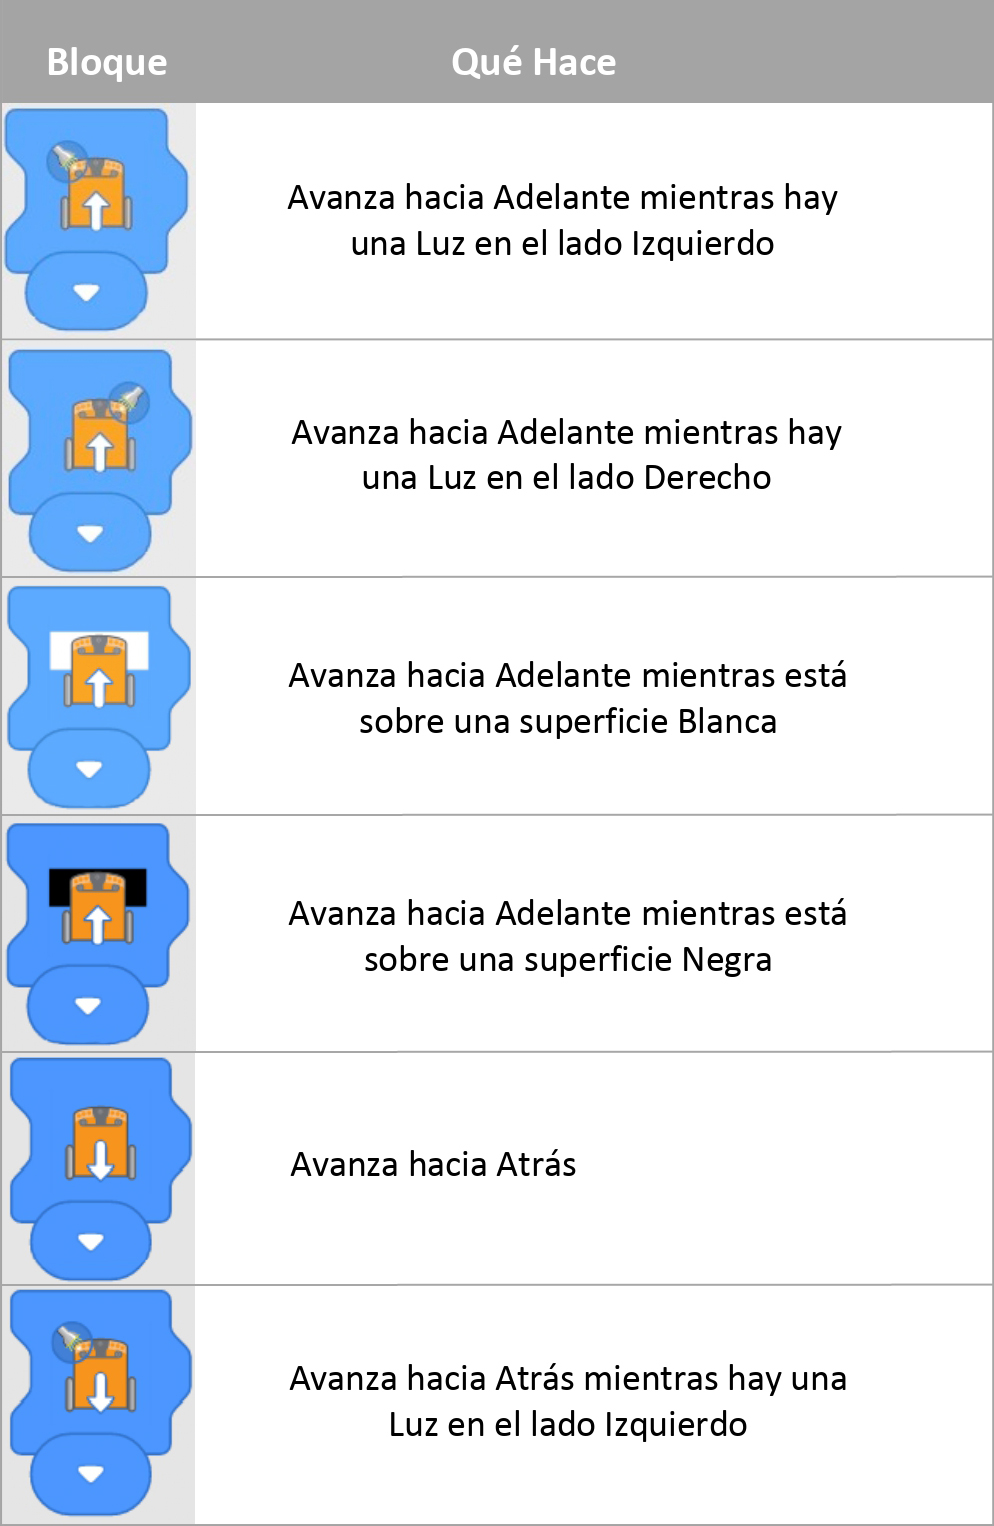 Bloque Qué Hace
Avanza hacia Adelante mientras hay
una Luz en el lado Izquierdo
Avanza hacia Adelante mientras hay
una Luz en el lado Derecho
Avanza hacia Adelante mientras está
sobre una superficie Blanca
Avanza hacia Adelante mientras está
sobre una superficie Negra
Avanza hacia Atrás
Avanza hacia Atrás mientras hay una
Luz en el lado Izquierdo